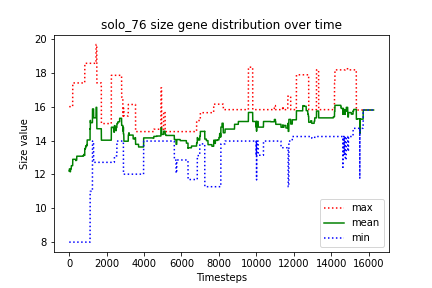 solo_76 size gene distribution over time
20
18
16
14
12
10
8
Size value
0 2000 4000 6000 8000 10000 12000 14000 16000
Timesteps
max
mean
min